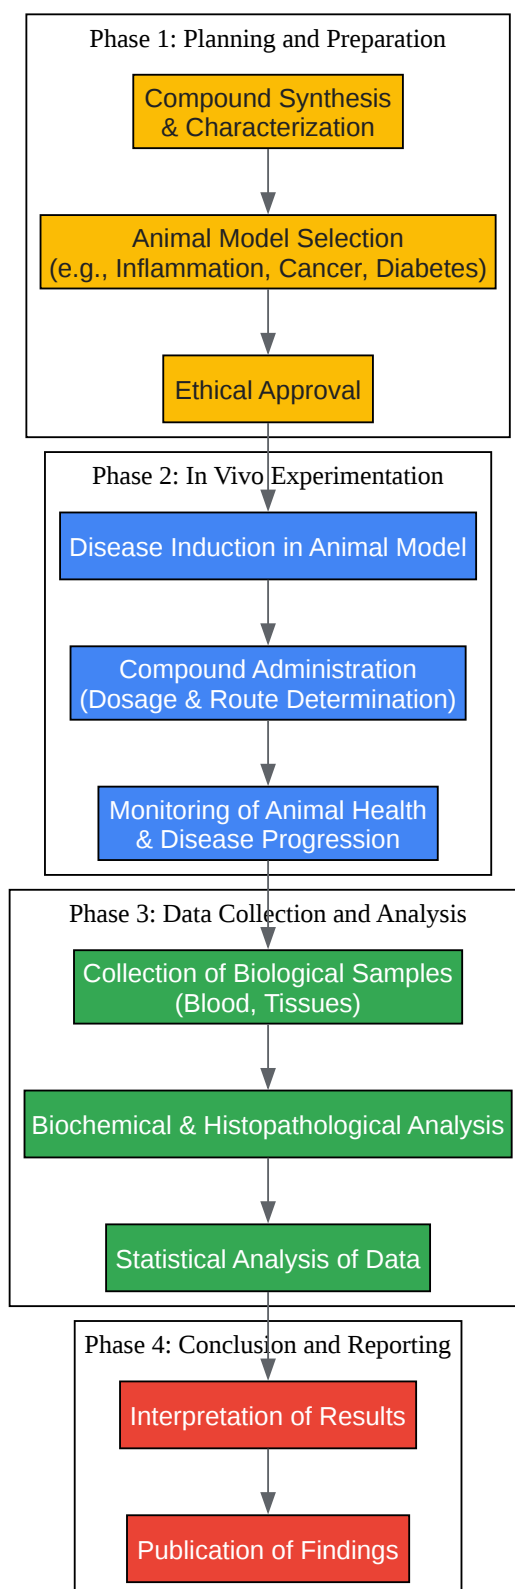 Phase 1: Planning and Preparation
Compound Synthesis
& Characterization
Animal Model Selection
(e.g., Inflammation, Cancer, Diabetes)
Ethical Approval
Phase 2: In Vivo Experimentation
Disease Induction in Animal Model
Compound Administration
(Dosage & Route Determination)
Monitoring of Animal Health
& Disease Progression
Phase 3: Data Collection and Analysis
Collection of Biological Samples
(Blood, Tissues)
Biochemical & Histopathological Analysis
Statistical Analysis of Data
Phase 4: Conclusion and Reporting
Interpretation of Results
Publication of Findings